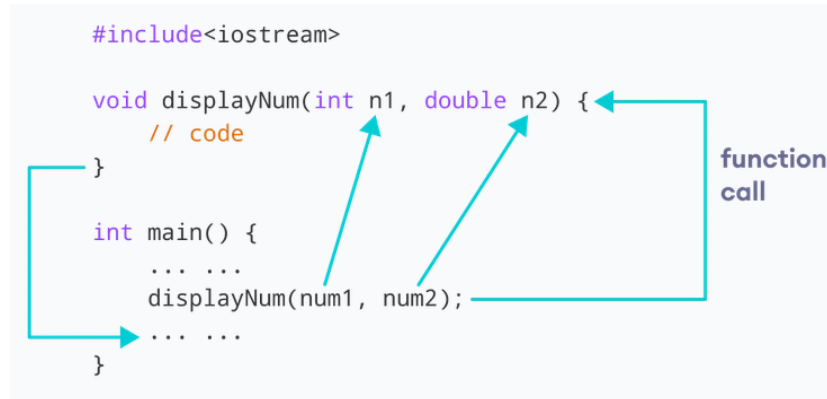 #include<iostream>
void displayNum(int n1, double n2) {
// code
}
function
call
int main() {
... ...
displayNum(num1, num2);
... ...
}